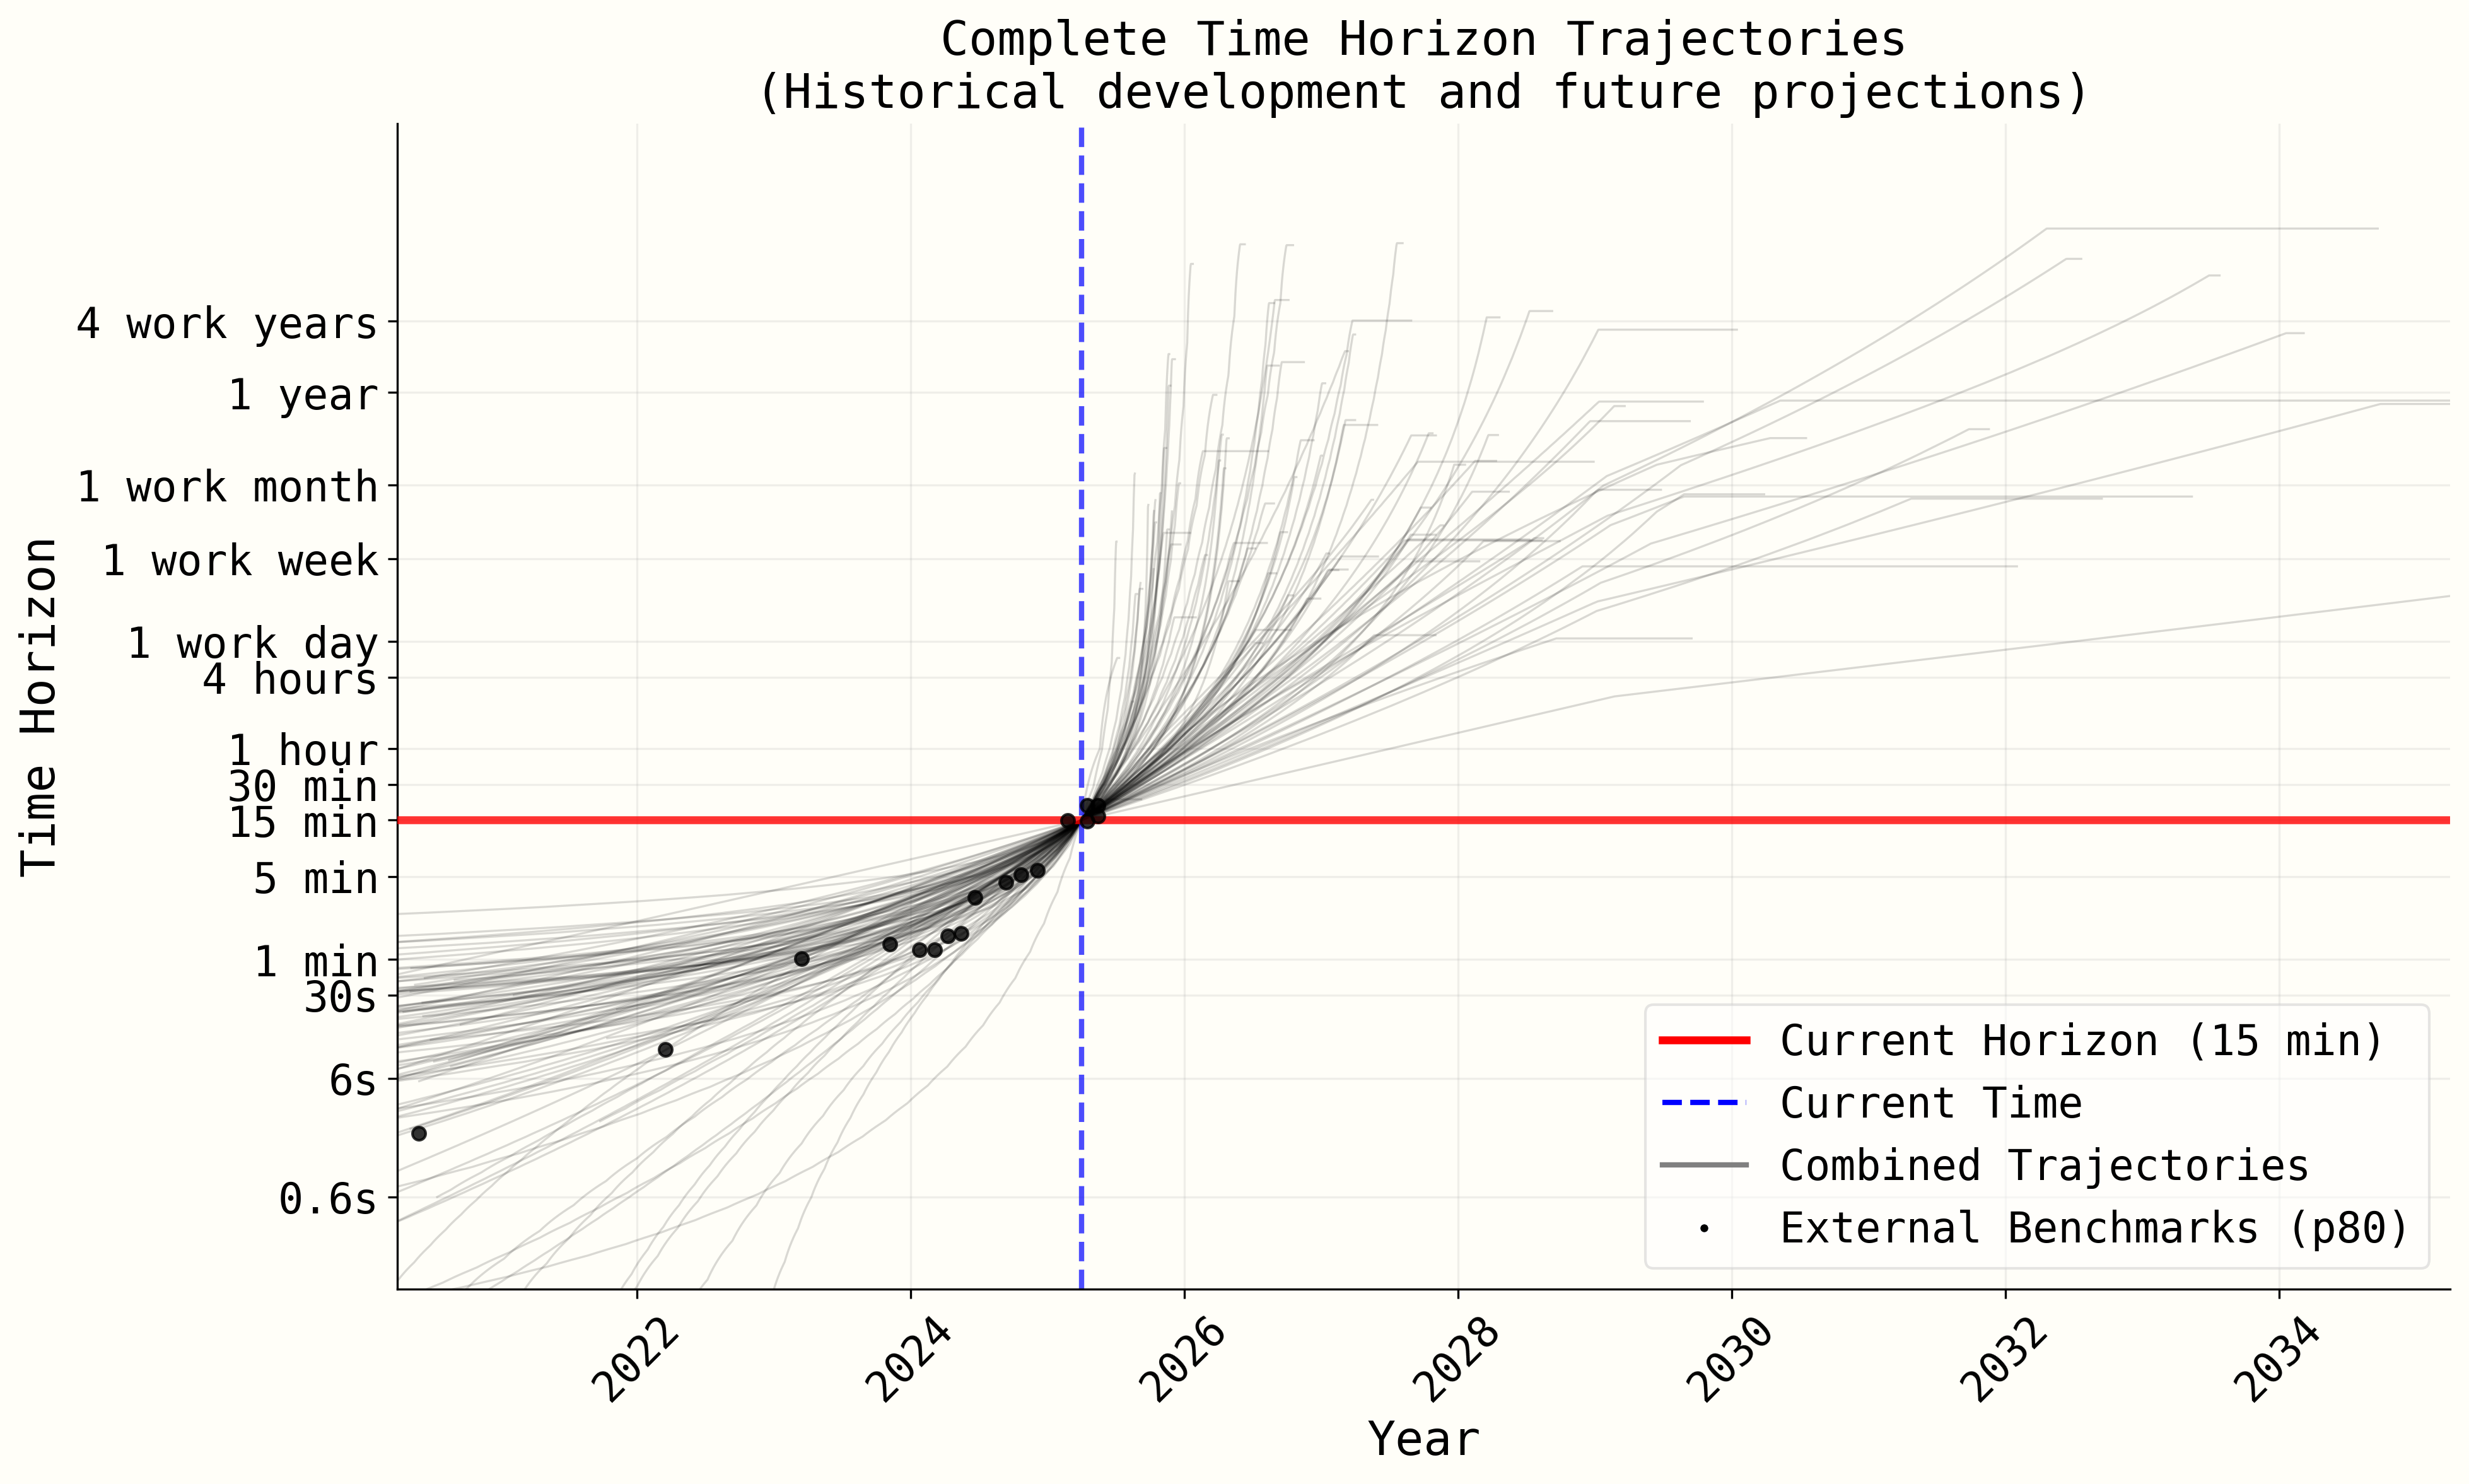 Complete Time Horizon Trajectories
(Historical development and future projections)
Time Horizon
4 work years
1 year
1 work month
1 work week
1 work day
4 hours
1 hour
30 min
15 min
5 min
1 min
30s
6s
0.6s
Current Horizon (15 min)
Current Time
Combined Trajectories
External Benchmarks (p80)
2022
2024
2026
2028
2030
2032
2034
Year